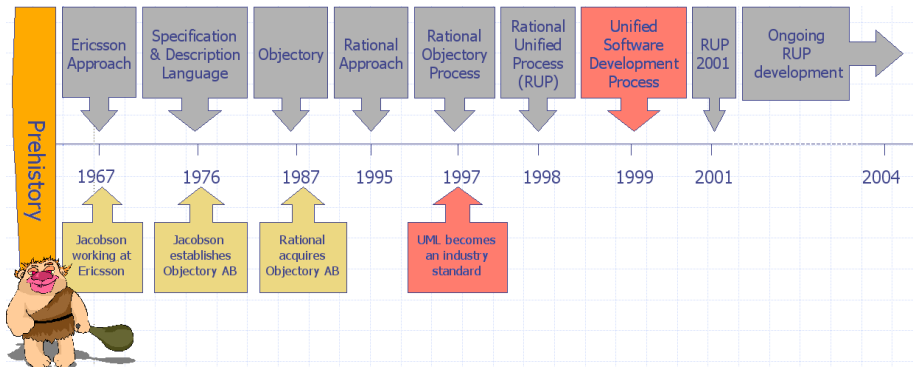 Prehistory
Ericsson
Approach
Specification
& Description
Language
Objectory
Rational
Approach
Rational
Objectory
Process
Rational
Unified
Process
(RUP)
Unified
Software
Development
Process
RUP
2001
Ongoing
RUP
development
1967
1976
1987
1995
1997
1998
1999
2001
2004
Jacobson
working at
Ericsson
Jacobson
establishes
Objectory AB
Rational
acquires
Objectory AB
UML becomes
an industry
standard